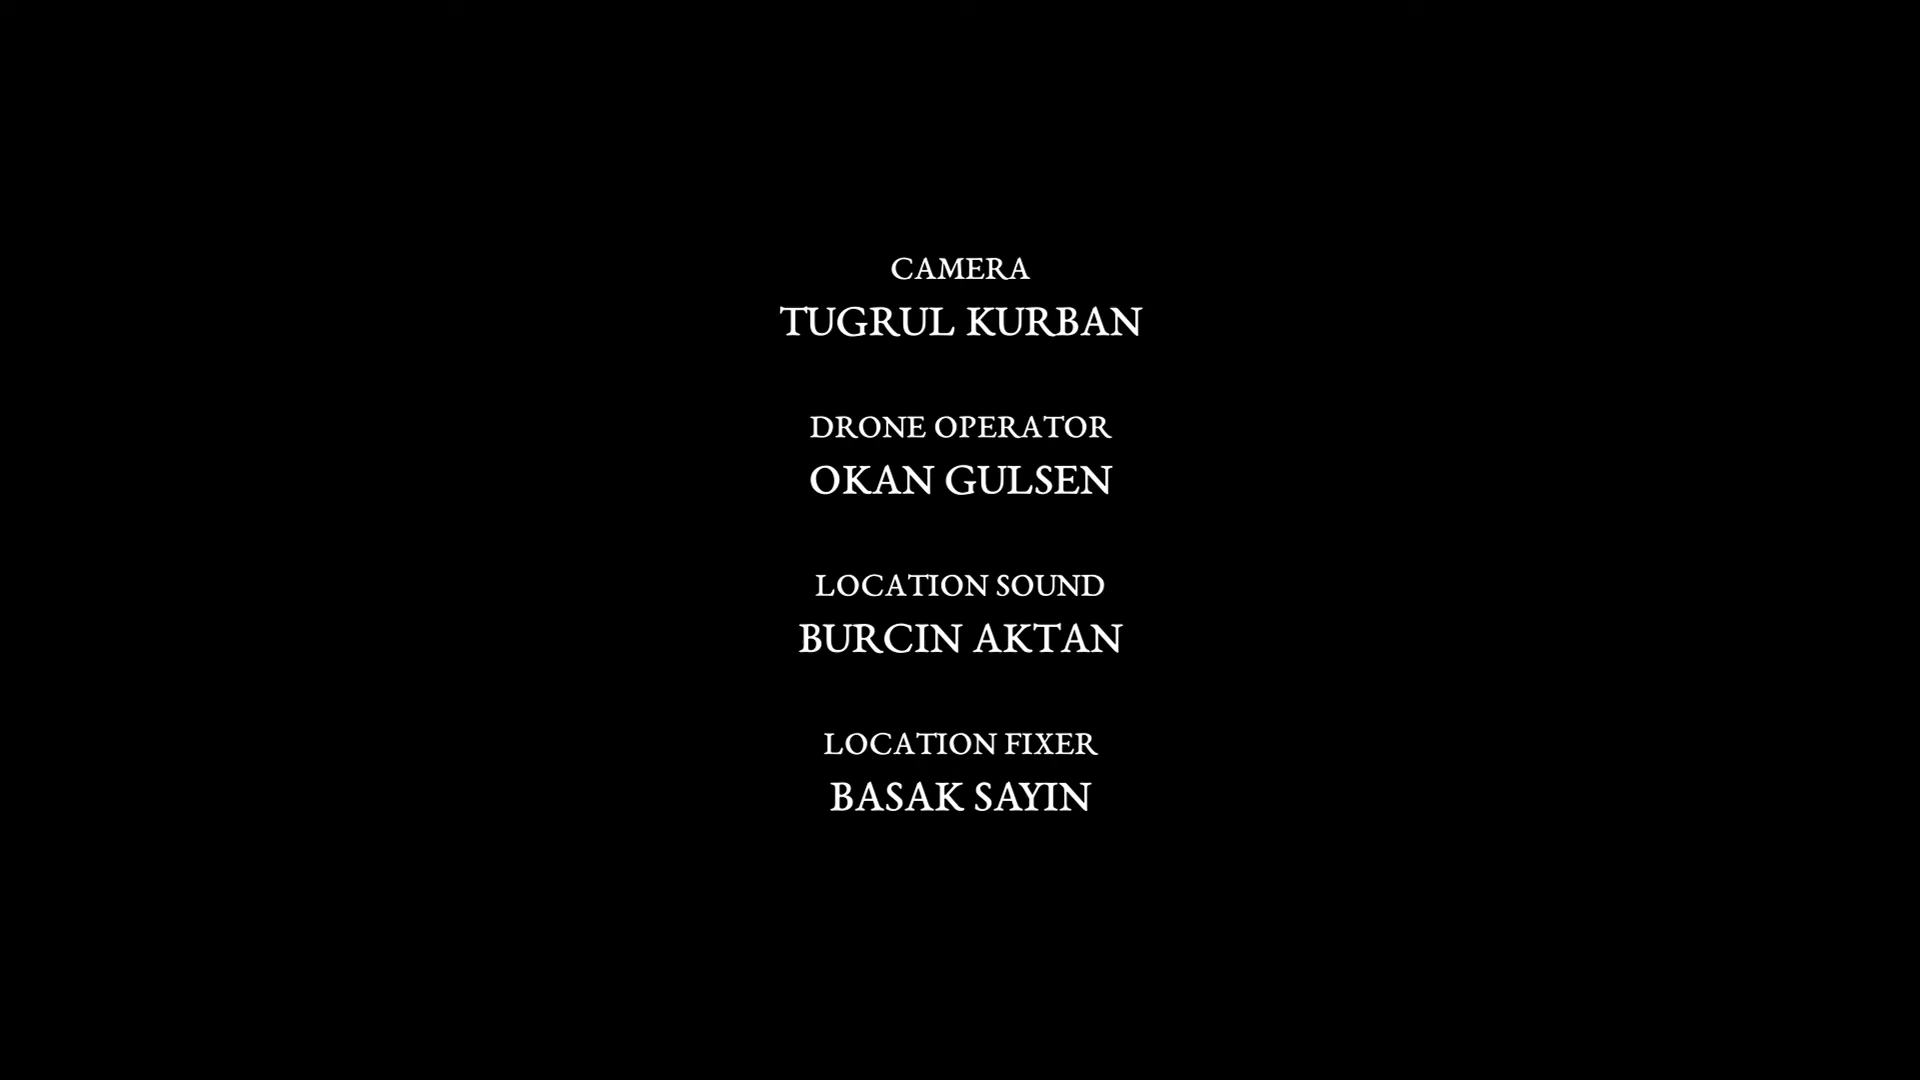 CAMERA
TUGRUL KURBAN
DRONE OPERATOR
OKAN GULSEN
LOCATION SOUND
BURCIN AKTAN
LOCATION FIXER
BASAK SAYIN